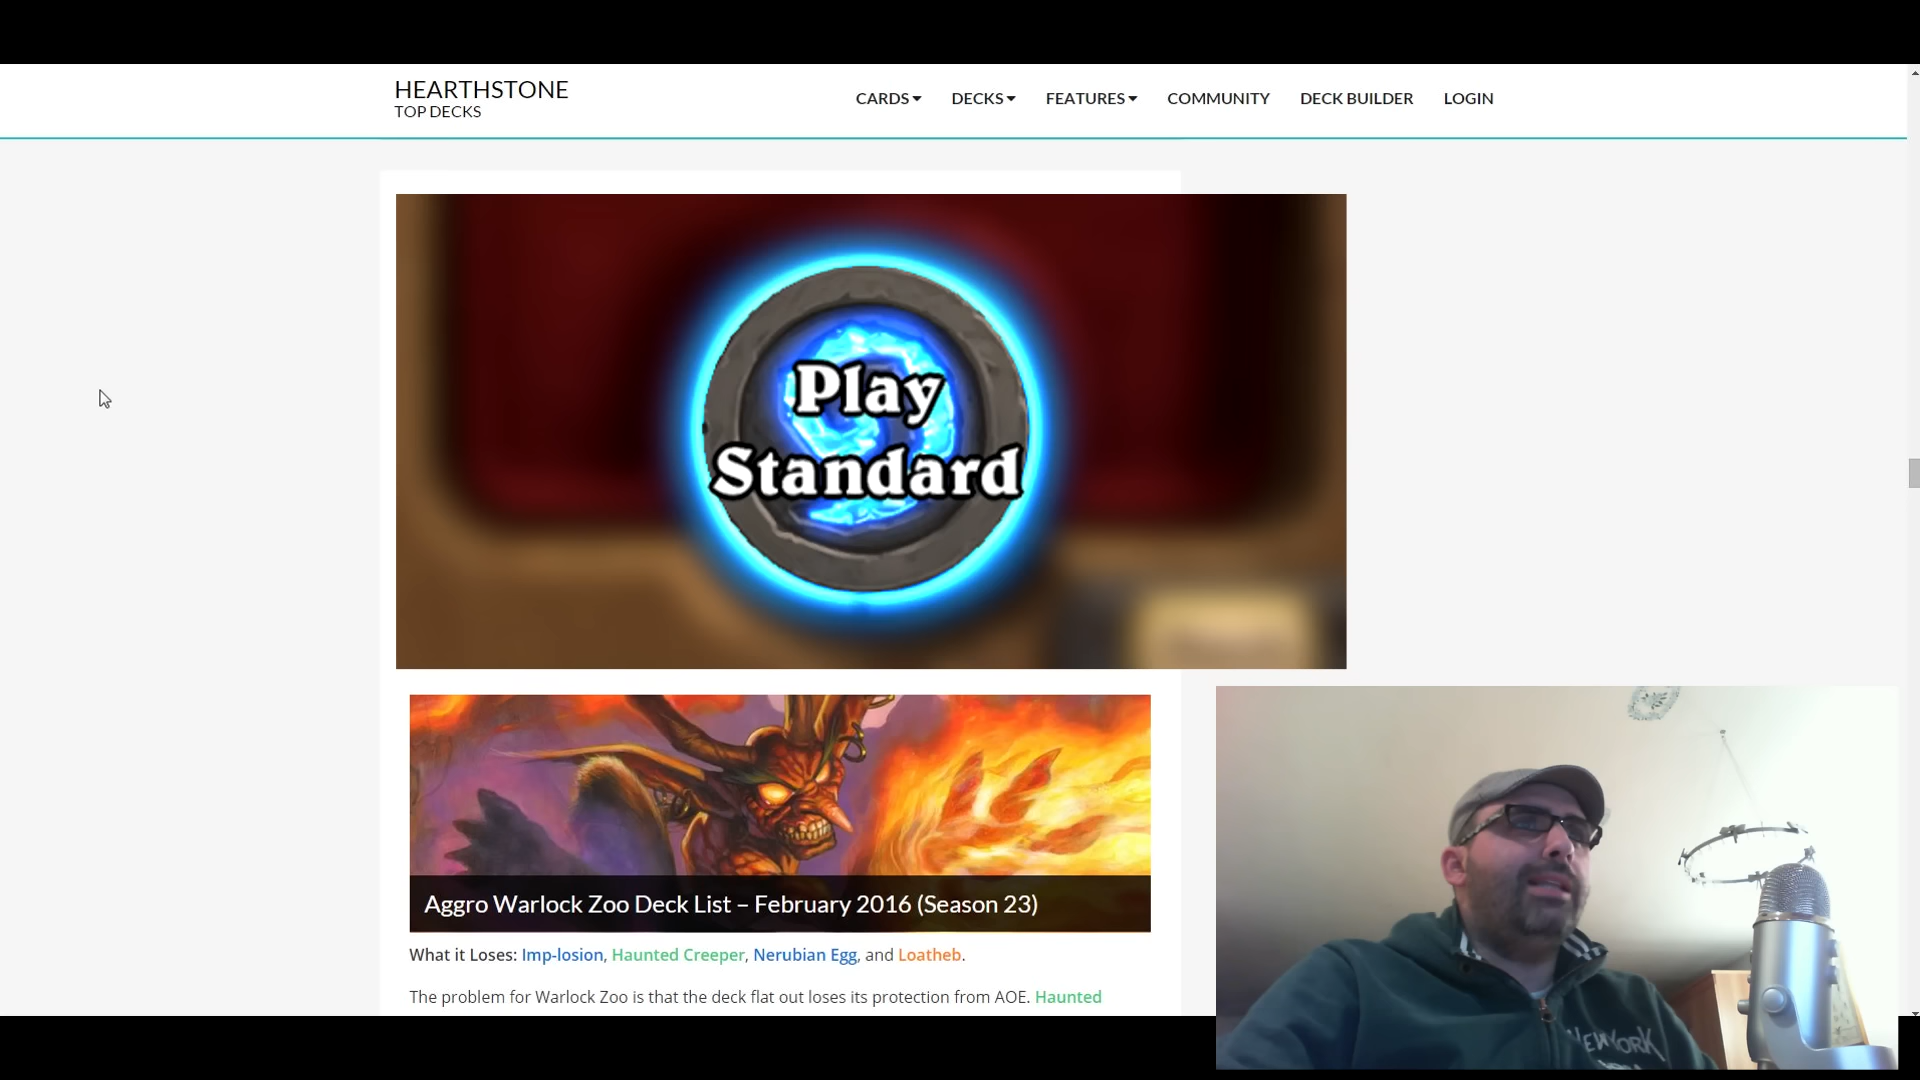 HEARTHSTONE
TOP DECKS
CARDS DECKS FEATURES COMMUNITY DECK BUILDER LOGIN
Play
Standard
Aggro Warlock Zoo Deck List – February 2016 (Season 23)
What it Loses: Imp-losion, Haunted Creeper, Nerubian Egg, and Loatheb.
The problem for Warlock Zoo is that the deck flat out loses its protection from AOE. Haunted
NEWYORK